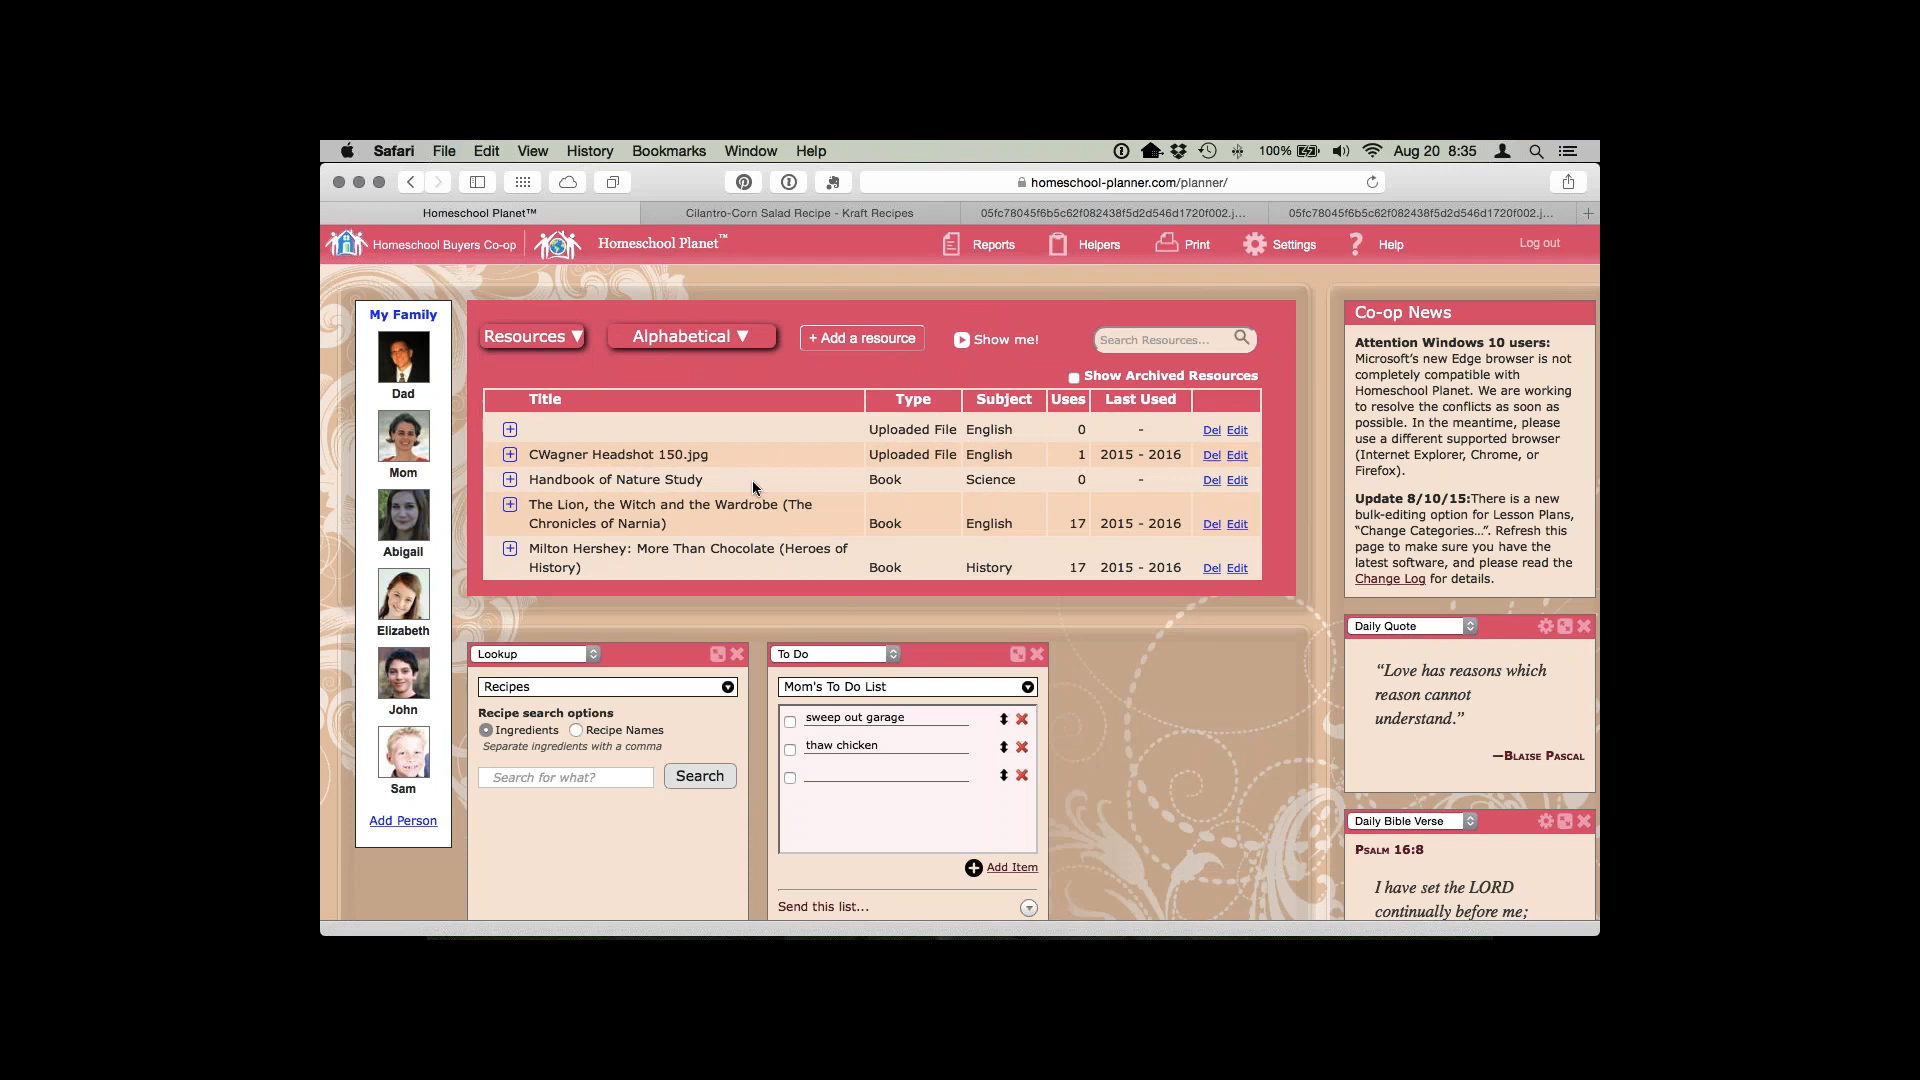 Safari File Edit View History Bookmarks Window Help 100% Aug 20 8:35
homeschool-planner.com/planner/
Homeschool Planet™ Cilantro-Corn Salad Recipe - Kraft Recipes 05fc78045f6b5c62f082438f5d2d546d1720f002.j... 05fc78045f6b5c62f082438f5d2d546d1720f002.j...
Homeschool Buyers Co-op Homeschool Planet™ Reports Helpers Print Settings Help Log out
My Family
Dad
Mom
Abigail
Elizabeth
John
Sam
Add Person
Resources ▼ Alphabetical ▼ + Add a resource Show me! Search Resources...
Show Archived Resources
Title Type Subject Uses Last Used
Uploaded File English 0 - Del Edit
CWagner Headshot 150.jpg Uploaded File English 1 2015 - 2016 Del Edit
Handbook of Nature Study Book Science 0 - Del Edit
The Lion, the Witch and the Wardrobe (The
Chronicles of Narnia) Book English 17 2015 - 2016 Del Edit
Milton Hershey: More Than Chocolate (Heroes of
History) Book History 17 2015 - 2016 Del Edit
Lookup
Recipes
Recipe search options
Ingredients Recipe Names
Separate ingredients with a comma
Search for what? Search
To Do
Mom's To Do List
sweep out garage
thaw chicken
Add Item
Send this list...
Co-op News
Attention Windows 10 users:
Microsoft's new Edge browser is not
completely compatible with
Homeschool Planet. We are working
to resolve the conflicts as soon as
possible. In the meantime, please
use a different supported browser
(Internet Explorer, Chrome, or
Firefox).
Update 8/10/15:There is a new
bulk-editing option for Lesson Plans,
“Change Categories...”. Refresh this
page to make sure you have the
latest software, and please read the
Change Log for details.
Daily Quote
“Love has reasons which
reason cannot
understand.”
—Blaise Pascal
Daily Bible Verse
Psalm 16:8
I have set the LORD
continually before me;